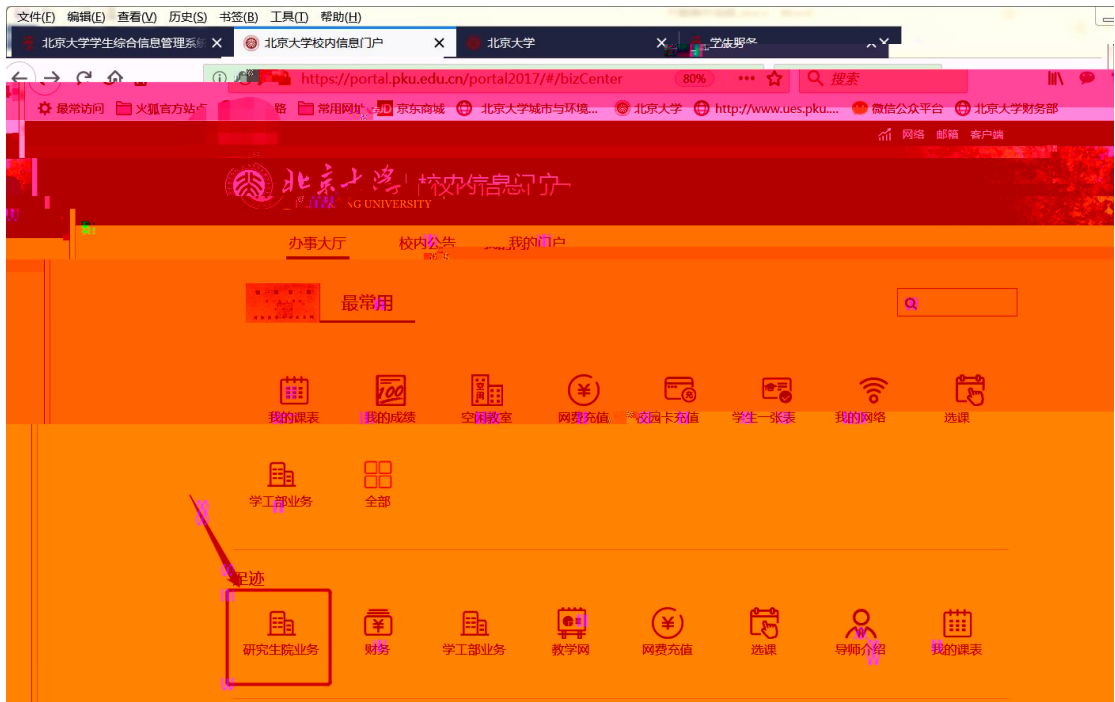 文件(F) 编辑(E) 查看(V) 历史(S) 书签(B) 工具(T) 帮助(H)
北京大学学生综合信息管理系统 北京大学校内信息门户 北京大学
https://portal.pku.edu.cn/portal2017/#/bizCenter 80% 搜索
最常访问 火狐官方站点 常用网址 JD 京东商城 北京大学城市与环境... 北京大学 http://www.ues.pku.... 微信公众平台 北京大学财务部
网络 邮箱 客户端
北京大学 校内信息门户
UNIVERSITY
办事大厅 校内公告 我的门户
最常用
我的课表 我的成绩 空闲教室 网费充值 校园卡充值 学生一张表 我的网络 选课
学工部业务 全部
足迹
研究生院业务 财务 学工部业务 教学网 网费充值 选课 导师介绍 我的课表